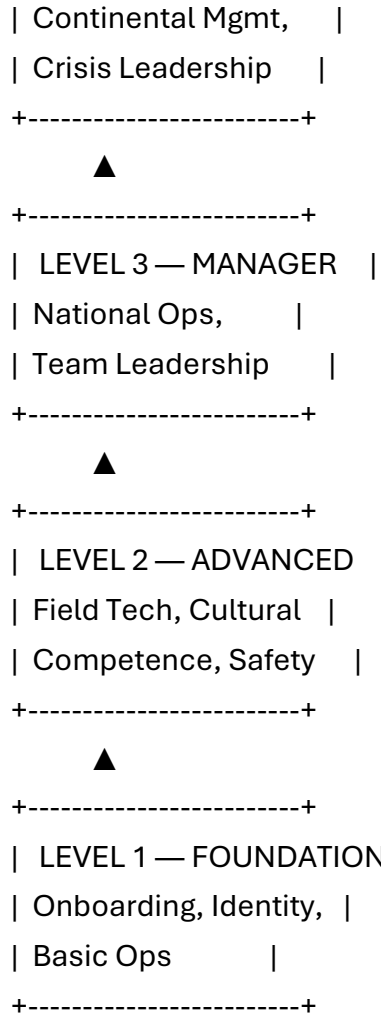 | Continental Mgmt, |
| Crisis Leadership |
+-------------------------+
▲
+-------------------------+
| LEVEL 3 — MANAGER |
| National Ops, |
| Team Leadership |
+-------------------------+
▲
+-------------------------+
| LEVEL 2 — ADVANCED
| Field Tech, Cultural |
| Competence, Safety |
+-------------------------+
▲
+-------------------------+
| LEVEL 1 — FOUNDATION
| Onboarding, Identity, |
| Basic Ops |
+-------------------------+